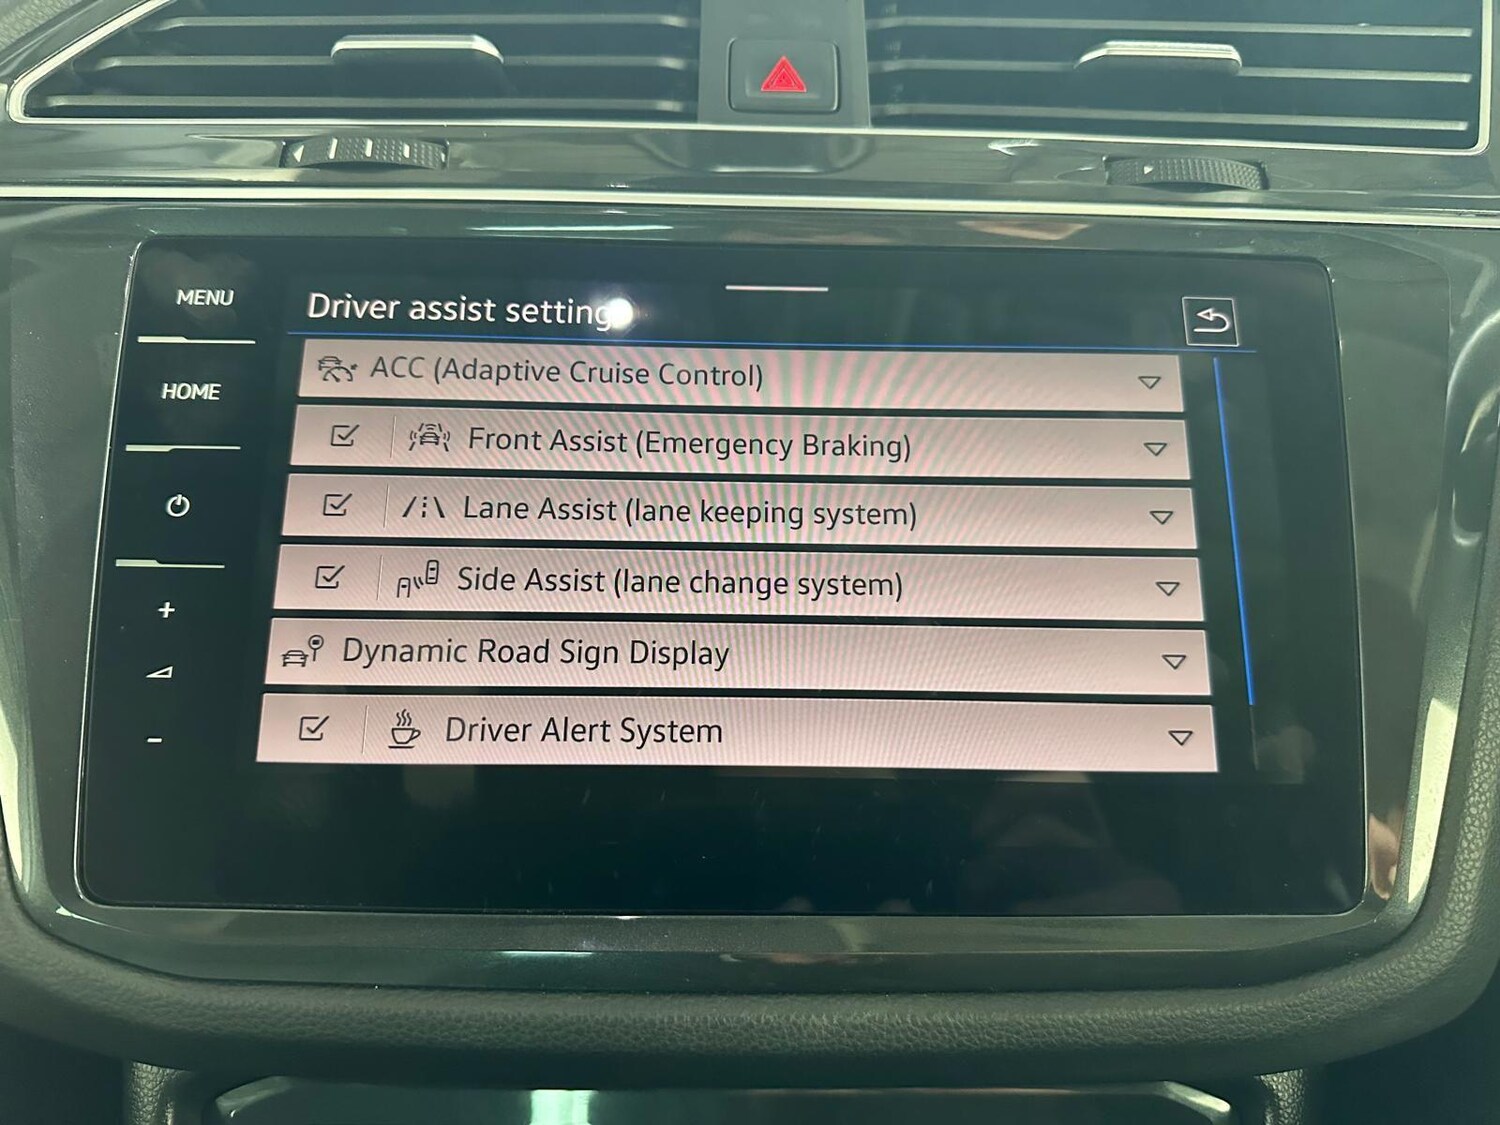 MENU
HOME
Driver assist settings
ACC (Adaptive Cruise Control)
Front Assist (Emergency Braking)
Lane Assist (lane keeping system)
Side Assist (lane change system)
Dynamic Road Sign Display
Driver Alert System